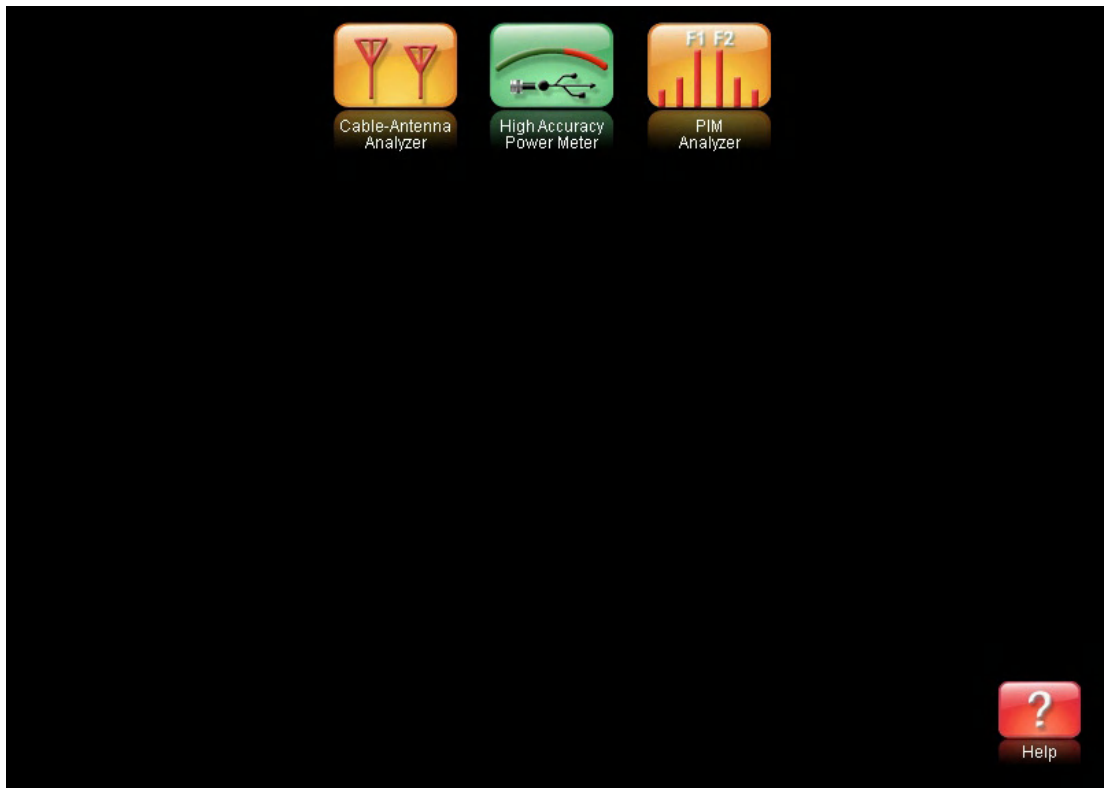 Cable-Antenna
Analyzer
High Accuracy
Power Meter
F1 F2
PIM
Analyzer
?
Help